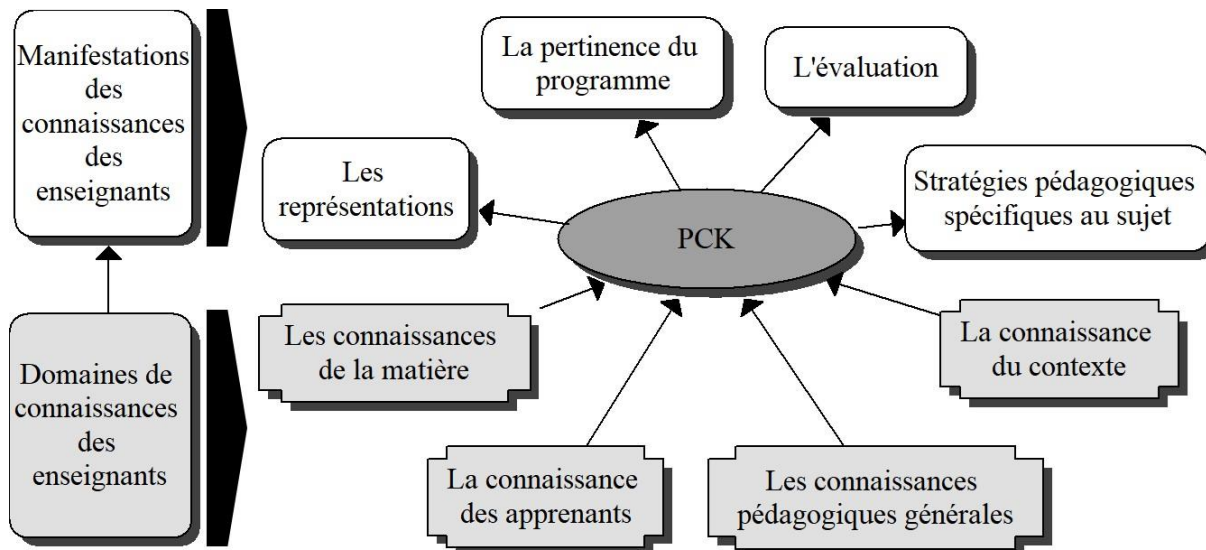 Manifestations
des
connaissances
des
enseignants
La pertinence du
programme
L'évaluation
Les
représentations
Stratégies pédagogiques
spécifiques au sujet
PCK
Domaines de
connaissances
des
enseignants
Les connaissances
de la matière
La connaissance
du contexte
La connaissance
des apprenants
Les connaissances
pédagogiques générales